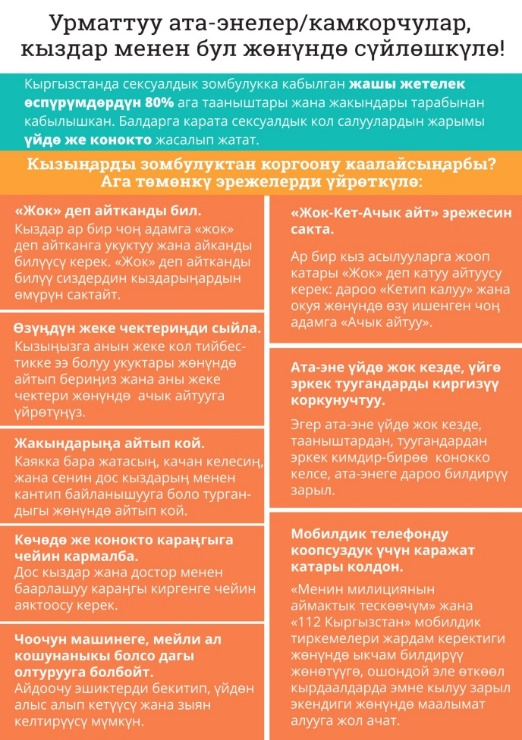 Урматтуу ата-энелер/камкорчулар,
кыздар менен бул жөнүндө сүйлөшкүлө!
Кыргызстанда сексуалдык зомбулукка кабылган жашы жетелек
өспүрүмдөрдүн 80% ага тааныштары жана жакындары тарабынан
кабылышкан. Балдарга карата сексуалдык кол салуулардын жарымы
үйдө же конокто жасалып жатат.
Кызыңарды зомбулуктан коргоону каалайсыңарбы?
Ага төмөнкү эрежелерди үйрөткүлө:
«Жок» деп айтканды бил.
Кыздар ар бир чоң адамга «жок»
деп айтканга укуктуу жана айканды
билүүсү керек. «Жок» деп айтканды
билүү сиздердин кыздарыңардын
өмүрүн сактайт.
Өзүңдүн жеке чектериңди сыйла.
Кызыңызга анын жеке кол тийбес-
тикке ээ болуу укуктары жөнүндө
айтып бериңиз жана аны жеке
чектери жөнүндө ачык айтууга
үйрөтүңүз.
Жакындарыңа айтып кой.
Каякка бара жатасың, качан келесиң,
жана сенин дос кыздарың менен
кантип байланышууга боло турган-
дыгы жөнүндө айтып кой.
Көчөдө же конокто караңгыга
чейин кармалба.
Дос кыздар жана достор менен
баарлашуу караңгы киргенге чейин
аяктоосу керек.
Чоочун машинеге, мейли ал
кошунаныкы болсо дагы
олтурууга болбойт.
Айдоочу эшиктерди бекитип, үйдөн
алыс алып кетүүсү жана зыян
келтирүүсү мүмкүн.
«Жок-Кет-Ачык айт» эрежесин
сакта.
Ар бир кыз асылууларга жооп
катары «Жок» деп катуу айтуусу
керек: дароо «Кетип калуу» жана
окуя жөнүндө өзү ишенген чоң
адамга «Ачык айтуу».
Ата-эне үйдө жок кезде, үйгө
эркек туугандарды киргизүү
коркунучтуу.
Эгер ата-эне үйдө жок кезде,
тааныштардан, туугандардан
эркек кимдир-бирөө конокко
келсе, ата-энеге дароо билдирүү
зарыл.
Мобилдик телефонду
коопсуздук үчүн каражат
катары колдон.
«Менин милициянын
аймактык тескөөчүм» жана
«112 Кыргызстан» мобилдик
тиркемелери жардам керектиги
жөнүндө ыкчам билдирүү
жөнөтүүгө, ошондой эле өткөөл
кырдаалдарда эмне кылуу зарыл
экендиги жөнүндө маалымат
алууга жол ачат.